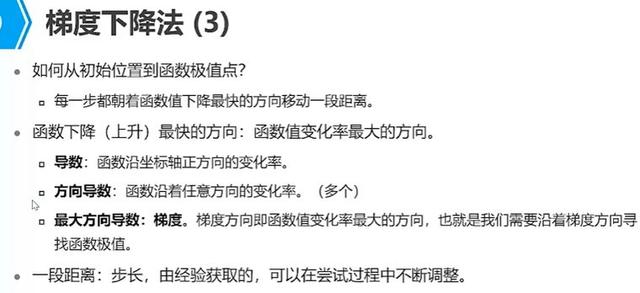 梯度下降法 (3)
如何从初始位置到函数极值点？
每一步都朝着函数值下降最快的方向移动一段距离。
函数下降（上升）最快的方向：函数值变化率最大的方向。
导数：函数沿坐标轴正方向的变化率。
方向导数：函数沿着任意方向的变化率。（多个）
最大方向导数：梯度。梯度方向即函数值变化率最大的方向，也就是我们需要沿着梯度方向寻
找函数极值。
一段距离：步长，由经验获取的，可以在尝试过程中不断调整。